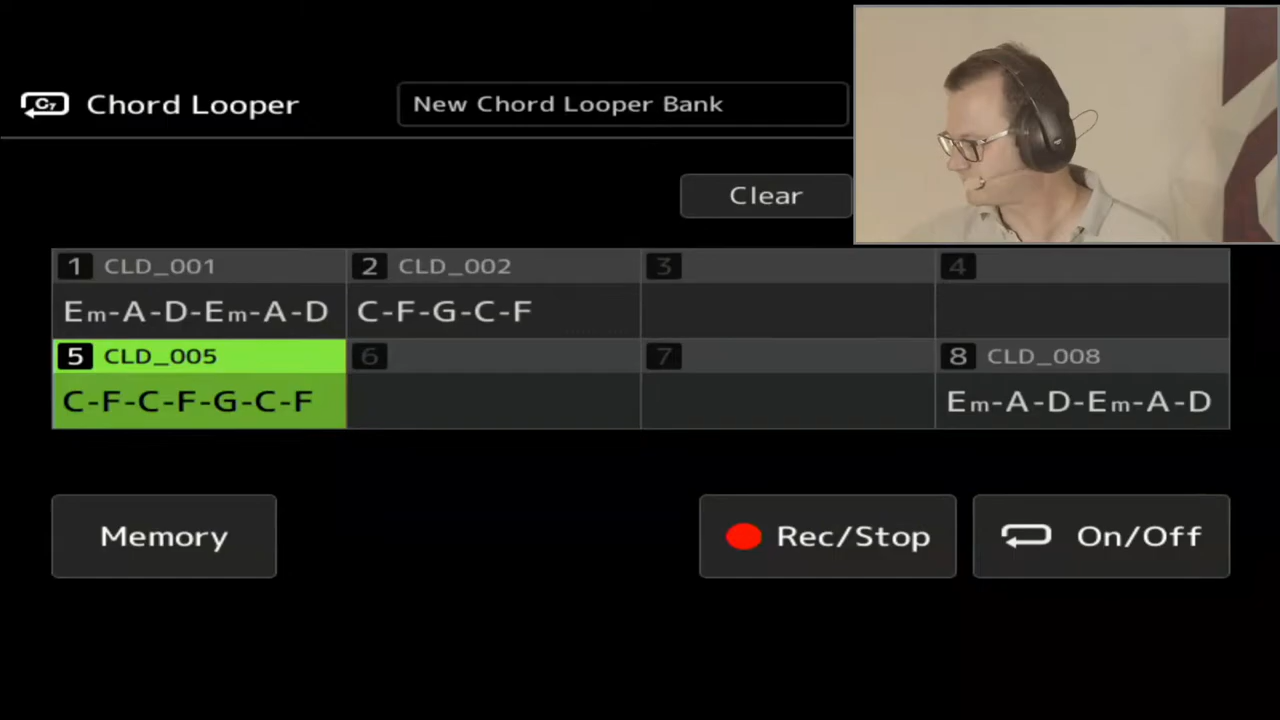 C7 Chord Looper New Chord Looper Bank
Clear
1 CLD_001 2 CLD_002 3 4
Em-A-D-Em-A-D C-F-G-C-F
5 CLD_005 6 7 8 CLD_008
C-F-C-F-G-C-F Em-A-D-Em-A-D
Memory Rec/Stop On/Off